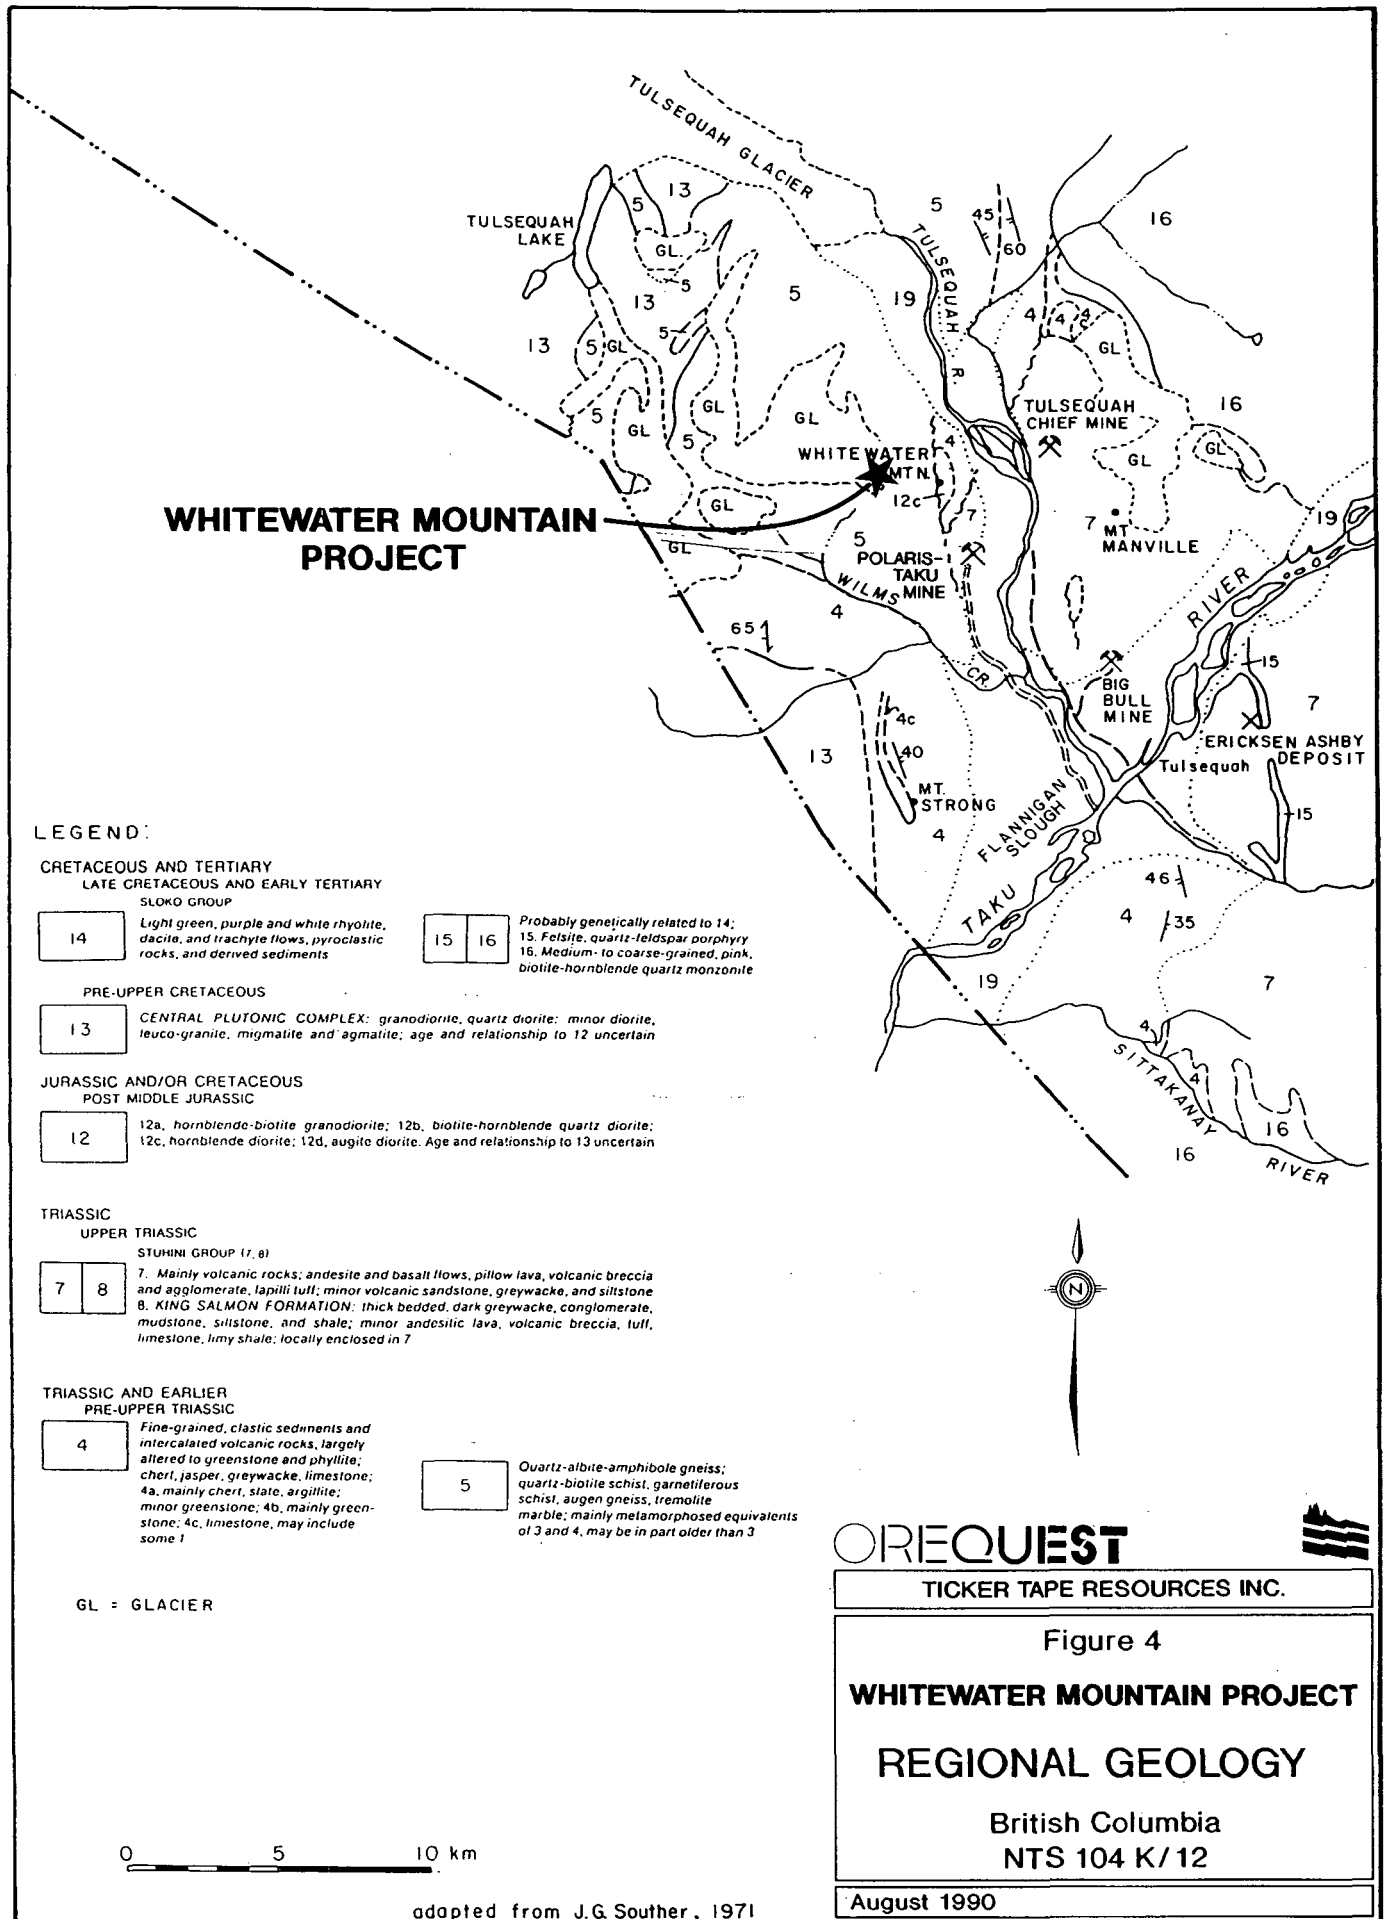 TULSEQUAH GLACIER
5
13
TULSEQUAH
LAKE
GL
5
13
5
5
13
5
GL
5
GL
5
GL
GL
5
19
TULSEQUAH R.
45
60
16
4
4
4c
GL
16
GL
GL
TULSEQUAH
CHIEF MINE
WHITEWATER
MTN.
4
12c
7
WHITEWATER MOUNTAIN
PROJECT
GL
GL
5
POLARIS-
TAKU
MINE
7
MT
MANVILLE
19
WILMS CR.
4
65
RIVER
BIG
BULL
MINE
15
7
ERICKSEN ASHBY
DEPOSIT
Tulsequah
15
13
4c
40
MT.
STRONG
4
FLANNIGAN
SLOUGH
TAKU
46
4
35
19
7
4
4
SITTAKANAY
RIVER
16
16
N
LEGEND:
CRETACEOUS AND TERTIARY
LATE CRETACEOUS AND EARLY TERTIARY
SLOKO GROUP
14
Light green, purple and white rhyolite,
dacite, and trachyte flows, pyroclastic
rocks, and derived sediments
15 16
Probably genetically related to 14;
15. Felsite, quartz-feldspar porphyry
16. Medium- to coarse-grained, pink,
biotite-hornblende quartz monzonite
PRE-UPPER CRETACEOUS
13
CENTRAL PLUTONIC COMPLEX: granodiorite, quartz diorite; minor diorite,
leuco-granite, migmatite and agmatite; age and relationship to 12 uncertain
JURASSIC AND/OR CRETACEOUS
POST MIDDLE JURASSIC
12
12a, hornblende-biotite granodiorite; 12b, biotite-hornblende quartz diorite;
12c, hornblende diorite; 12d, augite diorite. Age and relationship to 13 uncertain
TRIASSIC
UPPER TRIASSIC
STUHINI GROUP (7, 8)
7 8
7. Mainly volcanic rocks; andesite and basalt flows, pillow lava, volcanic breccia
and agglomerate, lapilli tuff; minor volcanic sandstone, greywacke, and siltstone
8. KING SALMON FORMATION: thick bedded, dark greywacke, conglomerate,
mudstone, siltstone, and shale; minor andesitic lava, volcanic breccia, tuff,
limestone, limy shale; locally enclosed in 7
TRIASSIC AND EARLIER
PRE-UPPER TRIASSIC
4
Fine-grained, clastic sediments and
intercalated volcanic rocks, largely
altered to greenstone and phyllite;
chert, jasper, greywacke, limestone;
4a, mainly chert, slate, argillite;
minor greenstone; 4b, mainly green-
stone; 4c, limestone, may include
some 1
5
Quartz-albite-amphibole gneiss;
quartz-biotite schist, garnetiferous
schist, augen gneiss, tremolite
marble; mainly metamorphosed equivalents
of 3 and 4, may be in part older than 3
GL = GLACIER
0 5 10 km
adapted from J.G. Souther, 1971
OREQUEST
TICKER TAPE RESOURCES INC.
Figure 4
WHITEWATER MOUNTAIN PROJECT
REGIONAL GEOLOGY
British Columbia
NTS 104 K/12
August 1990